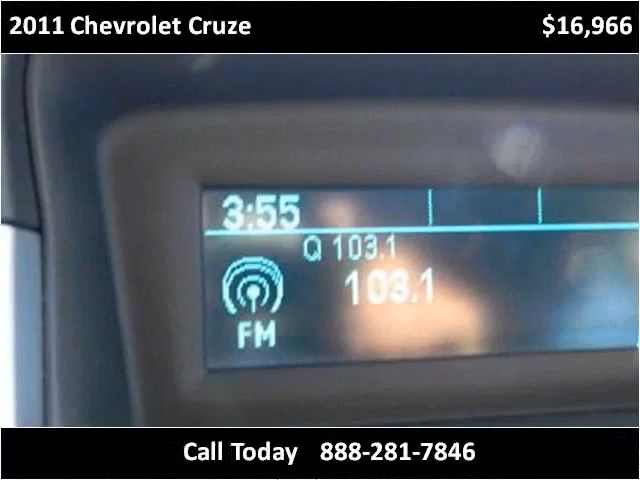 2011 Chevrolet Cruze $16,966
3:55
Q 103.1
103.1
FM
Call Today 888-281-7846